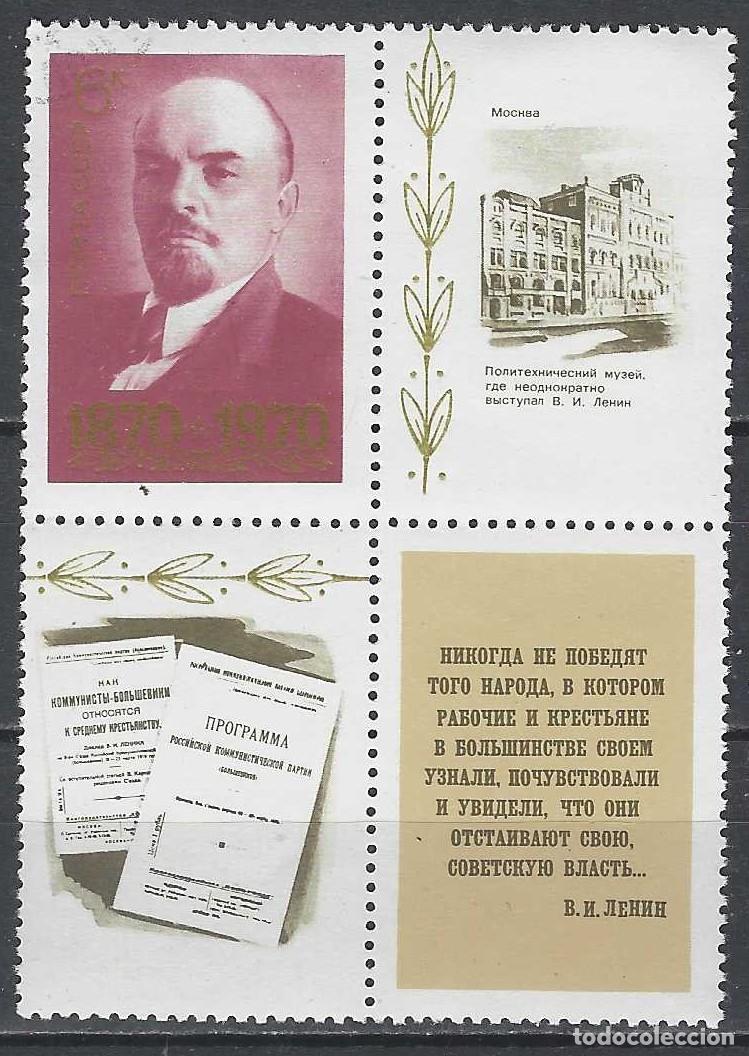 6к
ПОЧТА СССР
1870-1970
Москва
Политехнический музей,
где неоднократно
выступал В. И. Ленин
КАК
КОММУНИСТЫ-БОЛЬШЕВИКИ
ОТНОСЯТСЯ
К СРЕДНЕМУ КРЕСТЬЯНСТВУ.
ПРОГРАММА
РОССИЙСКОЙ КОММУНИСТИЧЕСКОЙ ПАРТИИ
(БОЛЬШЕВИКОВ)
НИКОГДА НЕ ПОБЕДЯТ
ТОГО НАРОДА, В КОТОРОМ
РАБОЧИЕ И КРЕСТЬЯНЕ
В БОЛЬШИНСТВЕ СВОЕМ
УЗНАЛИ, ПОЧУВСТВОВАЛИ
И УВИДЕЛИ, ЧТО ОНИ
ОТСТАИВАЮТ СВОЮ,
СОВЕТСКУЮ ВЛАСТЬ...
В.И.ЛЕНИН
todocoleccion